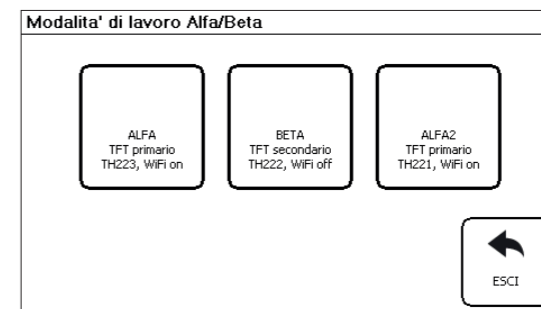 Modalita' di lavoro Alfa/Beta
ALFA
TFT primario
TH223, WiFi on
BETA
TFT secondario
TH222, WiFi off
ALFA2
TFT primario
TH221, WiFi on
ESCI